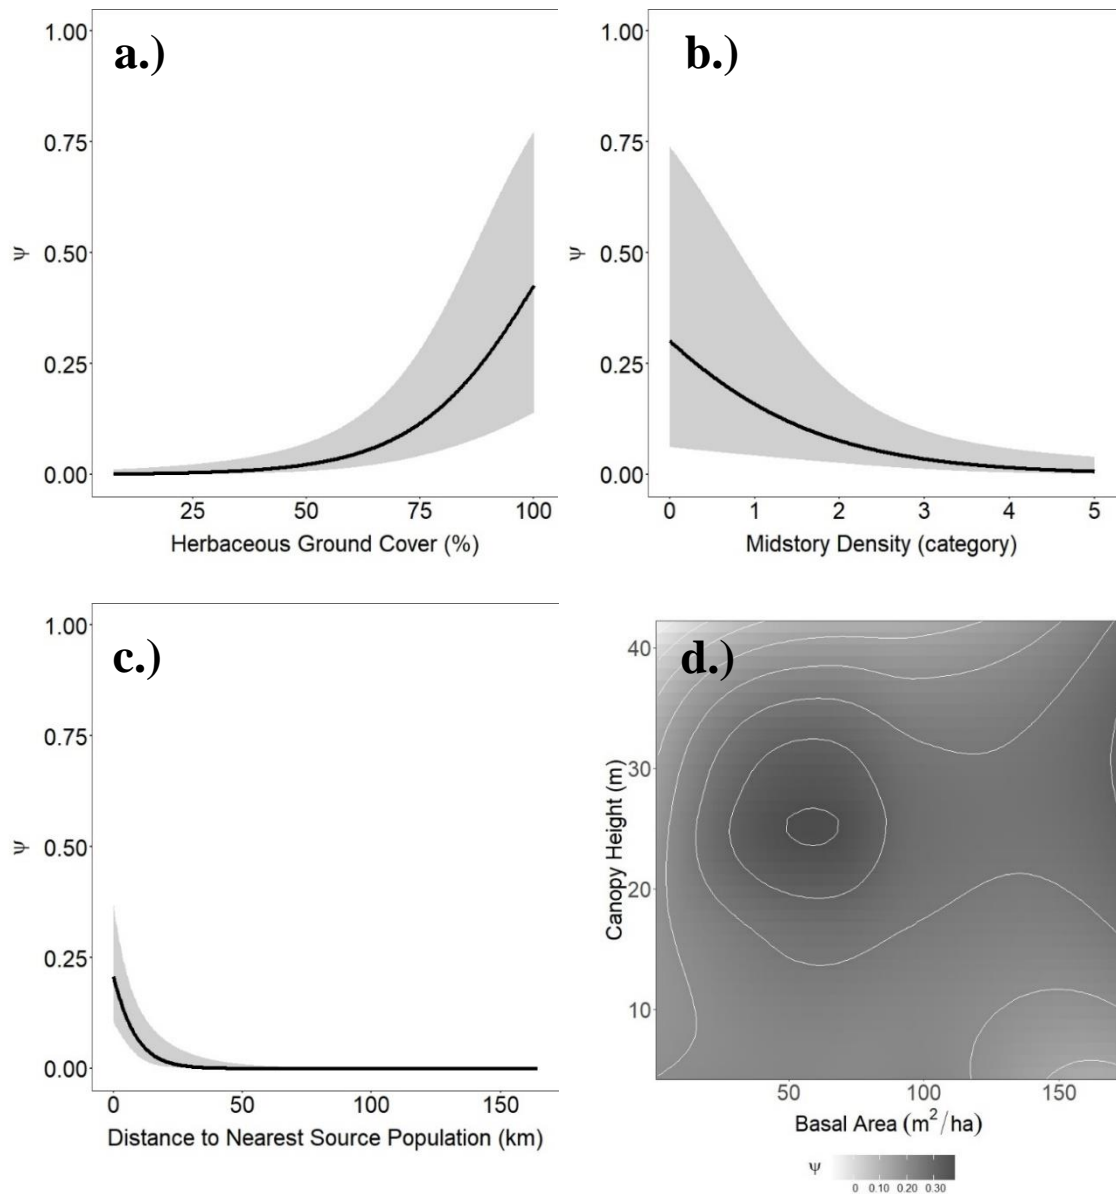 a.)
1.00
0.75
0.50
0.25
0.00
Ψ
25 50 75 100
Herbaceous Ground Cover (%)
b.)
1.00
0.75
0.50
0.25
0.00
Ψ
0 1 2 3 4 5
Midstory Density (category)
c.)
1.00
0.75
0.50
0.25
0.00
Ψ
0 50 100 150
Distance to Nearest Source Population (km)
d.)
40
30
20
10
Canopy Height (m)
50 100 150
Basal Area (m²/ha)
Ψ
0 0.10 0.20 0.30